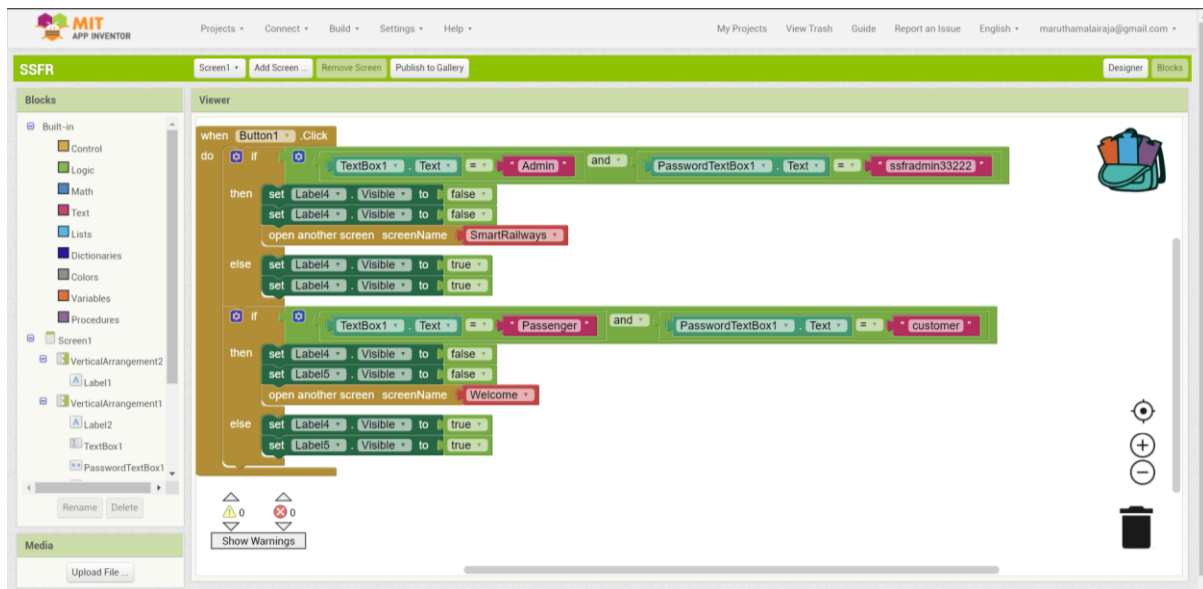 MIT
APP INVENTOR
Projects Connect Build Settings Help My Projects View Trash Guide Report an Issue English maruthamalairaja@gmail.com
SSFR Screen1 Add Screen ... Remove Screen Publish to Gallery Designer Blocks
Blocks
Built-in
Control
Logic
Math
Text
Lists
Dictionaries
Colors
Variables
Procedures
Screen1
VerticalArrangement2
Label1
VerticalArrangement1
Label2
TextBox1
PasswordTextBox1
Rename Delete
Media
Upload File ...
Viewer
when Button1 .Click
do if TextBox1 . Text = " Admin " and PasswordTextBox1 . Text = " ssfradmin33222 "
then set Label4 . Visible to false
set Label4 . Visible to false
open another screen screenName SmartRailways
else set Label4 . Visible to true
set Label4 . Visible to true
if TextBox1 . Text = " Passenger " and PasswordTextBox1 . Text = " customer "
then set Label4 . Visible to false
set Label5 . Visible to false
open another screen screenName Welcome
else set Label4 . Visible to true
set Label5 . Visible to true
0 0
Show Warnings